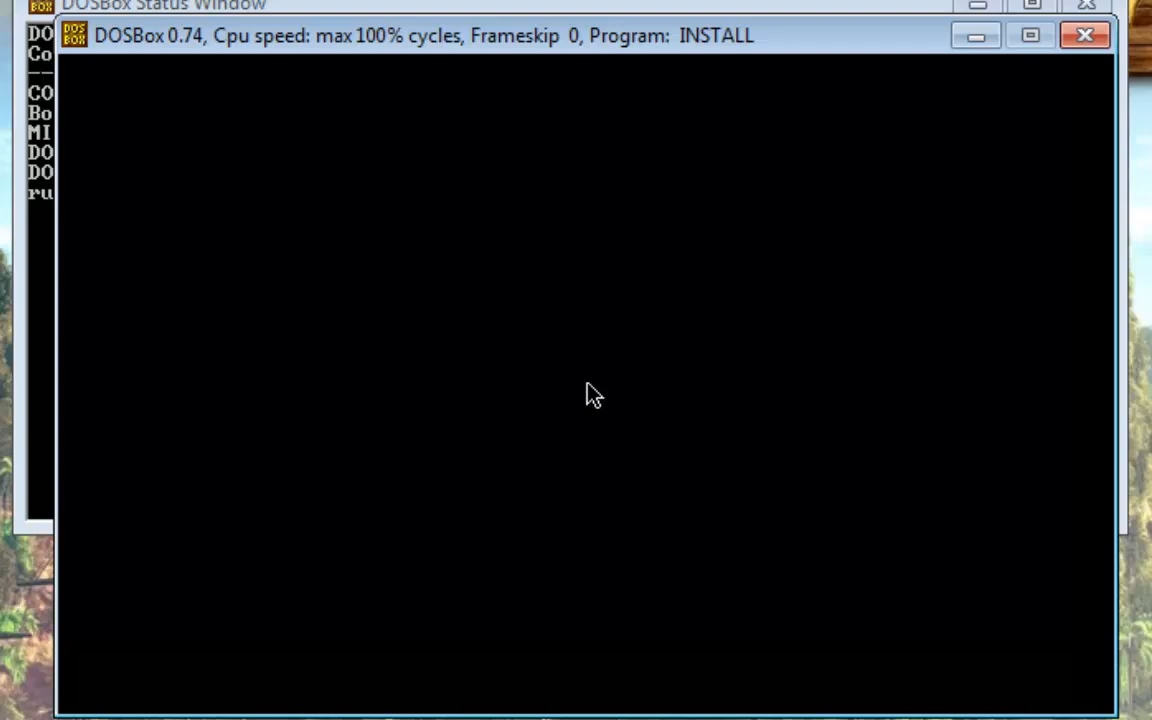 DOSBox Status Window
DOSBox 0.74, Cpu speed: max 100% cycles, Frameskip 0, Program: INSTALL
DO
Co
--
CO
Bo
MI
DO
DO
ru